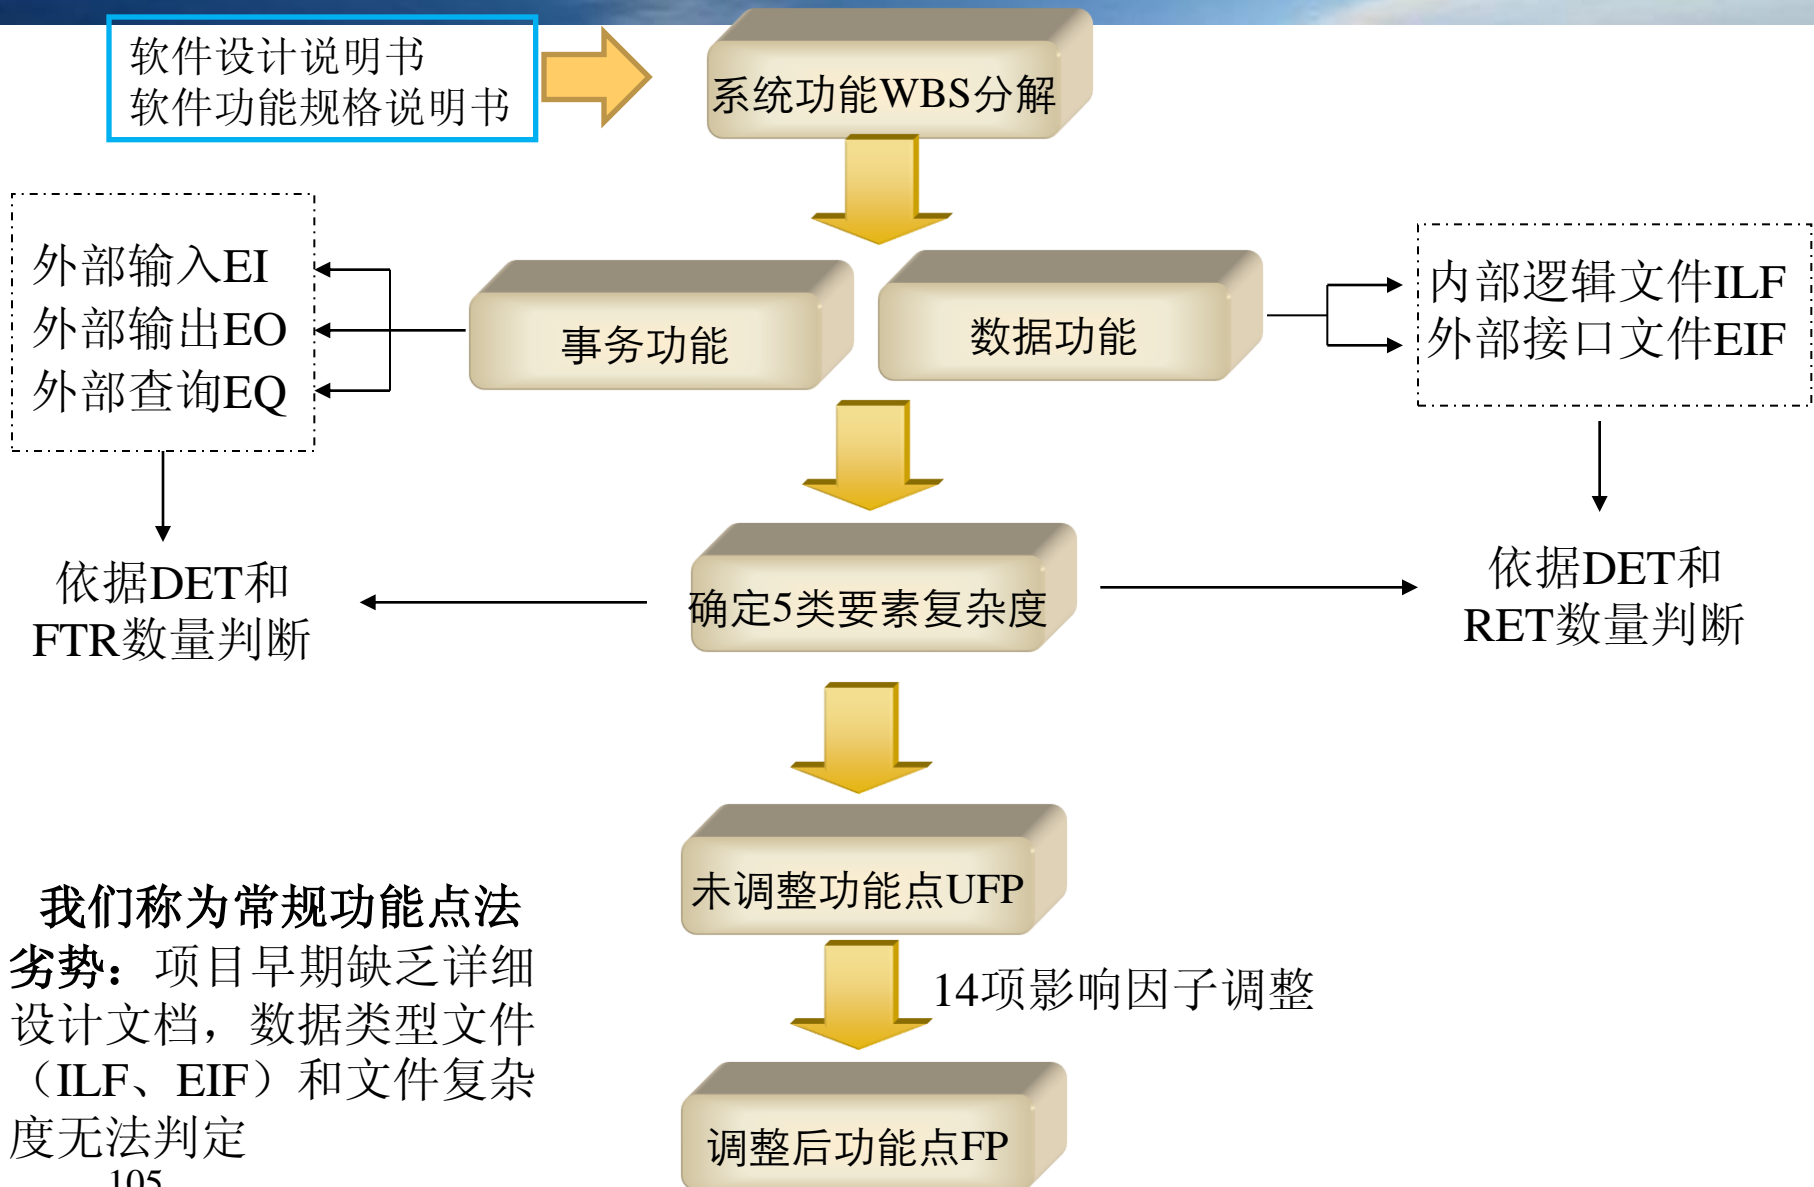 软件设计说明书
软件功能规格说明书
系统功能WBS分解
外部输入EI
外部输出EO
外部查询EQ
事务功能
数据功能
内部逻辑文件ILF
外部接口文件EIF
依据DET和
FTR数量判断
确定5类要素复杂度
依据DET和
RET数量判断
未调整功能点UFP
14项影响因子调整
调整后功能点FP
我们称为常规功能点法
劣势：项目早期缺乏详细
设计文档，数据类型文件
（ILF、EIF）和文件复杂
度无法判定
105